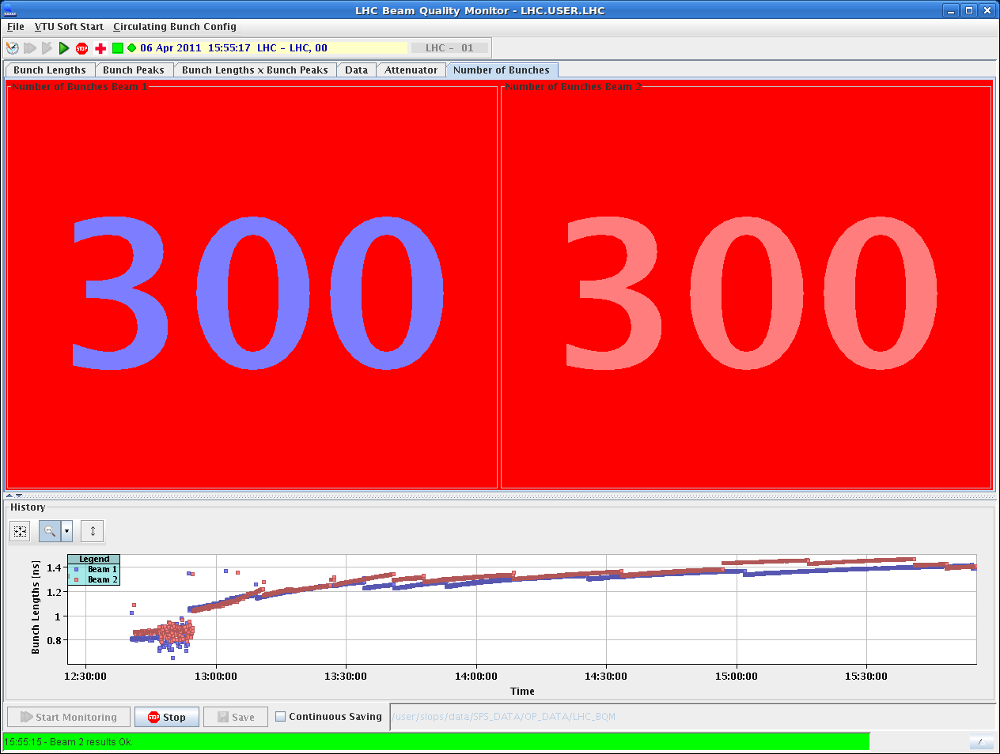 LHC Beam Quality Monitor - LHC.USER.LHC
File VTU Soft Start Circulating Bunch Config
STOP 06 Apr 2011 15:55:17 LHC - LHC, 00 LHC - 01
Bunch Lengths Bunch Peaks Bunch Lengths x Bunch Peaks Data Attenuator Number of Bunches
Number of Bunches Beam 1 Number of Bunches Beam 2
300 300
History
Legend
Beam 1
Beam 2
Bunch Lengths [ns]
1.4
1.2
1
0.8
12:30:00 13:00:00 13:30:00 14:00:00 14:30:00 15:00:00 15:30:00
Time
Start Monitoring STOP Stop Save Continuous Saving /user/slops/data/SPS_DATA/OP_DATA/LHC_BQM
15:55:15 - Beam 2 results Ok.